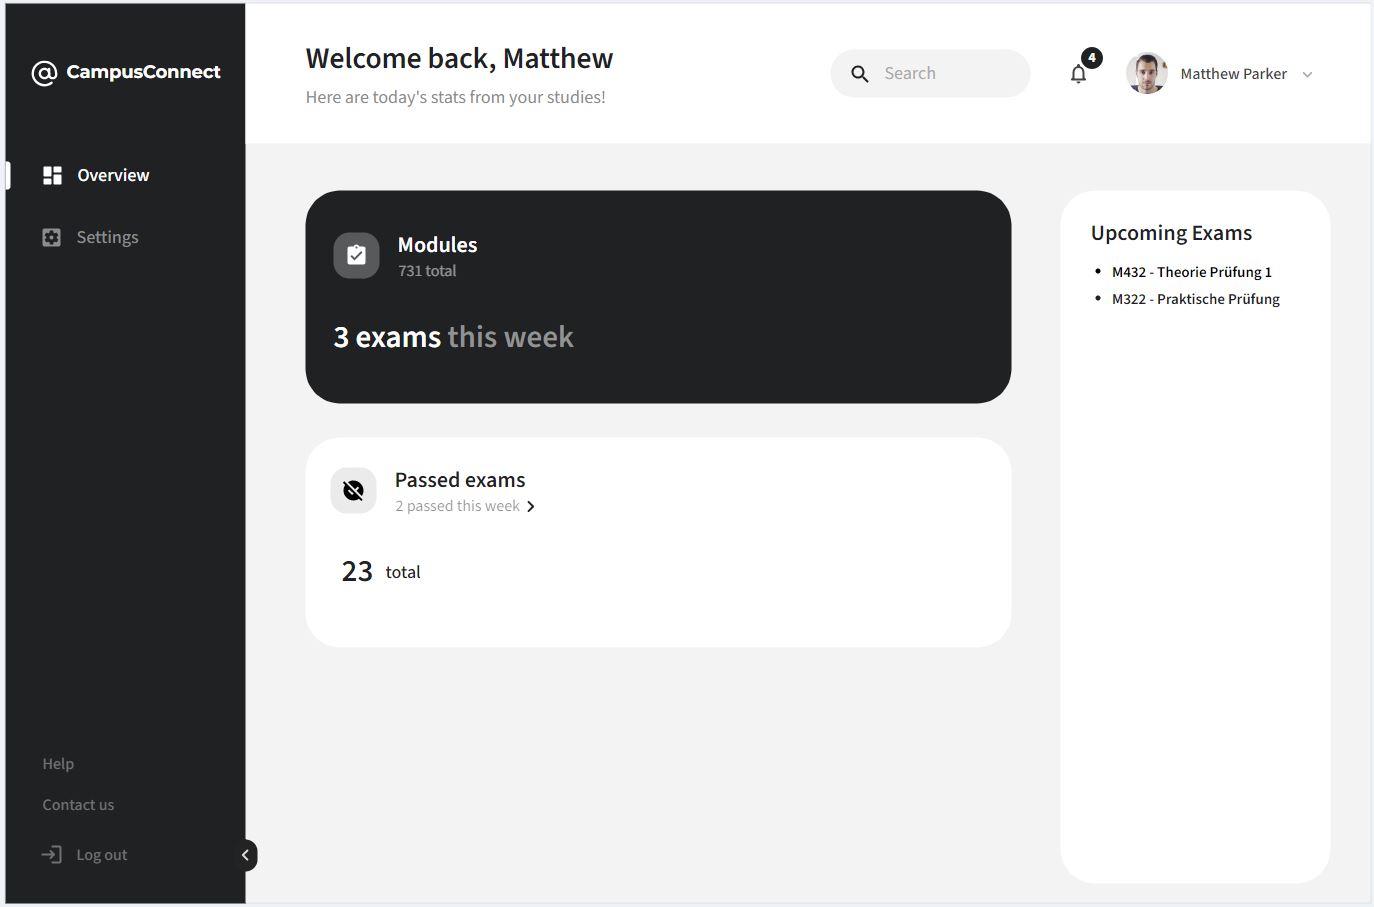 CampusConnect
Overview
Settings
Help
Contact us
Log out
Welcome back, Matthew
Here are today's stats from your studies!
Search
4
Matthew Parker
Modules
731 total
3 exams this week
Passed exams
2 passed this week
23 total
Upcoming Exams
M432 - Theorie Prüfung 1
M322 - Praktische Prüfung